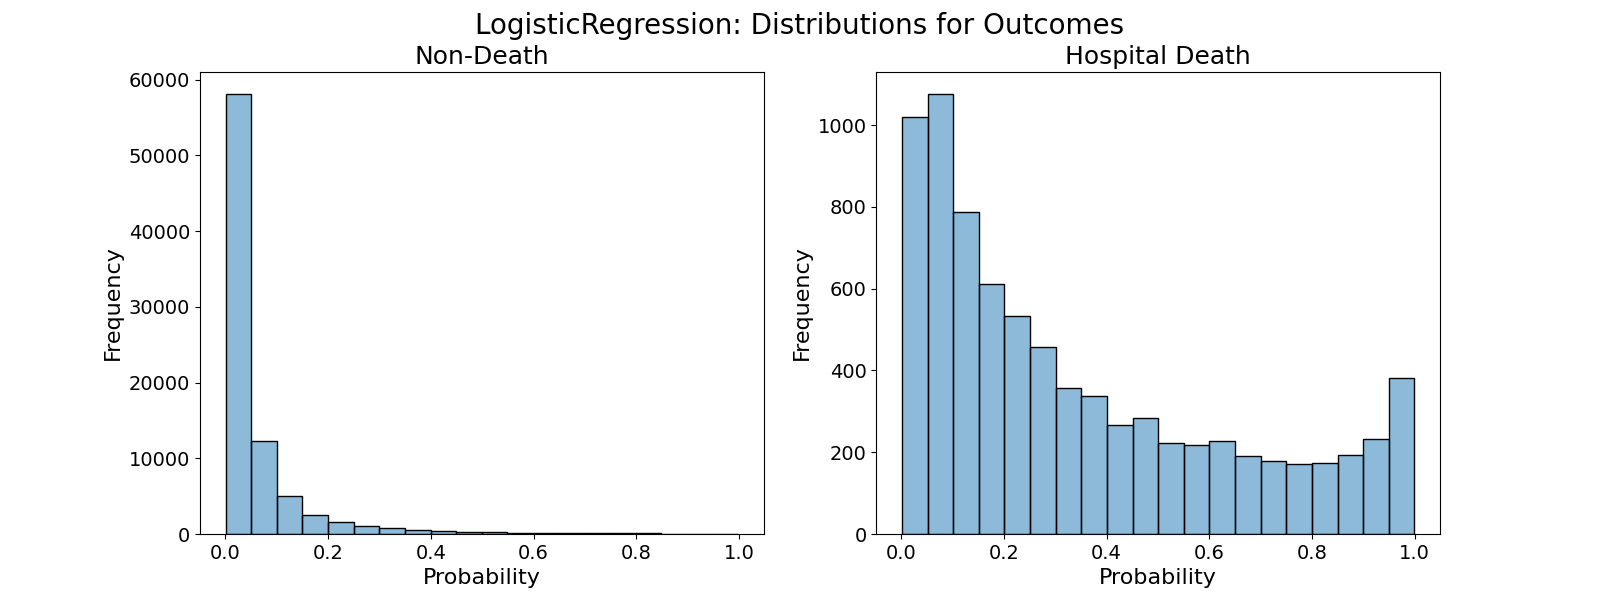 LogisticRegression: Distributions for Outcomes
Non-Death
Hospital Death
60000
50000
40000
30000
20000
10000
0
Frequency
0.0 0.2 0.4 0.6 0.8 1.0
Probability
1000
800
600
400
200
0
Frequency
0.0 0.2 0.4 0.6 0.8 1.0
Probability